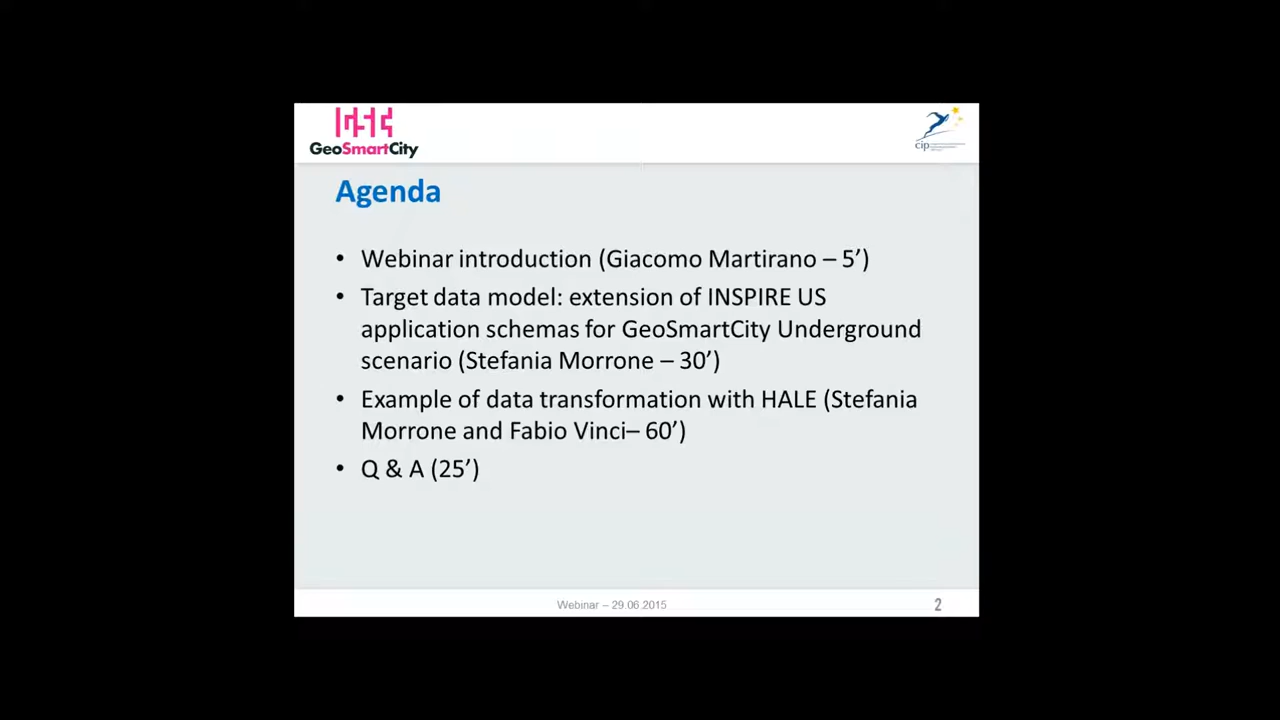 GeoSmartCity
cip
Agenda
• Webinar introduction (Giacomo Martirano – 5’)
• Target data model: extension of INSPIRE US
application schemas for GeoSmartCity Underground
scenario (Stefania Morrone – 30’)
• Example of data transformation with HALE (Stefania
Morrone and Fabio Vinci– 60’)
• Q & A (25’)
Webinar – 29.06.2015
2